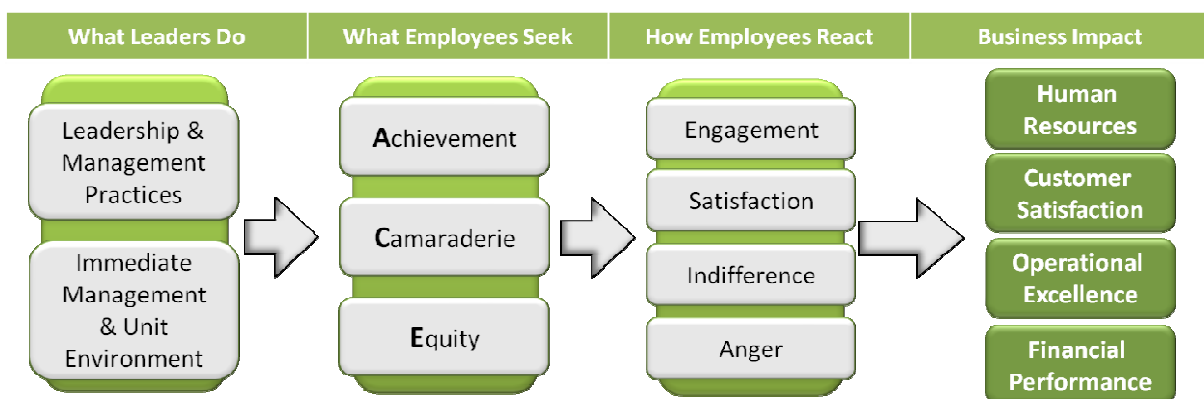 What Leaders Do
What Employees Seek
How Employees React
Business Impact
Leadership &
Management
Practices
Immediate
Management
& Unit
Environment
Achievement
Camaraderie
Equity
Engagement
Satisfaction
Indifference
Anger
Human
Resources
Customer
Satisfaction
Operational
Excellence
Financial
Performance